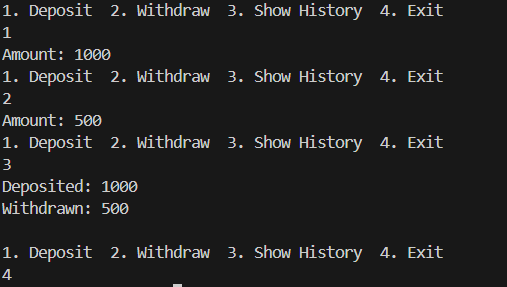 1. Deposit  2. Withdraw  3. Show History  4. Exit
1
Amount: 1000
1. Deposit  2. Withdraw  3. Show History  4. Exit
2
Amount: 500
1. Deposit  2. Withdraw  3. Show History  4. Exit
3
Deposited: 1000
Withdrawn: 500

1. Deposit  2. Withdraw  3. Show History  4. Exit
4